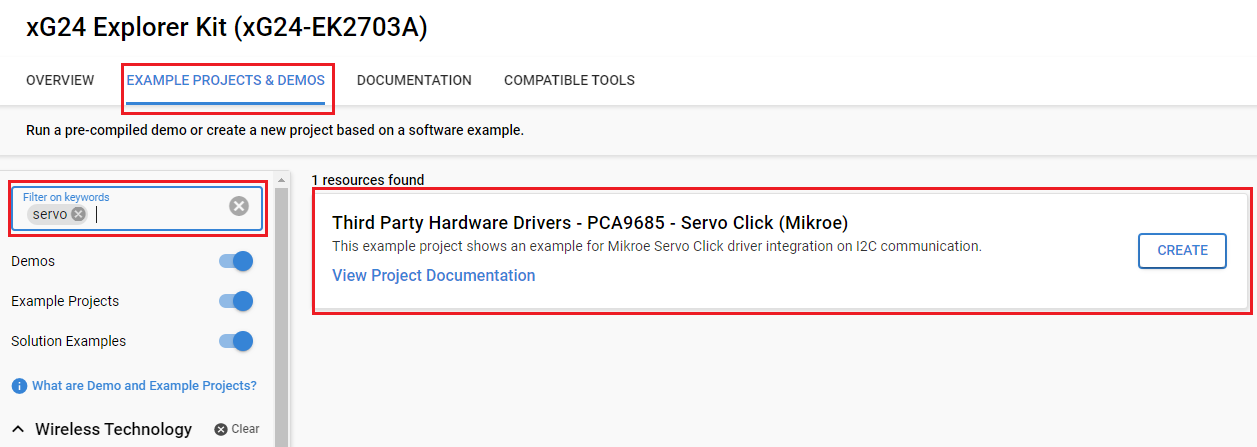 xG24 Explorer Kit (xG24-EK2703A)
OVERVIEW EXAMPLE PROJECTS & DEMOS DOCUMENTATION COMPATIBLE TOOLS
Run a pre-compiled demo or create a new project based on a software example.
Filter on keywords
servo
Demos
Example Projects
Solution Examples
What are Demo and Example Projects?
Wireless Technology Clear
1 resources found
Third Party Hardware Drivers - PCA9685 - Servo Click (Mikroe)
This example project shows an example for Mikroe Servo Click driver integration on I2C communication.
View Project Documentation
CREATE